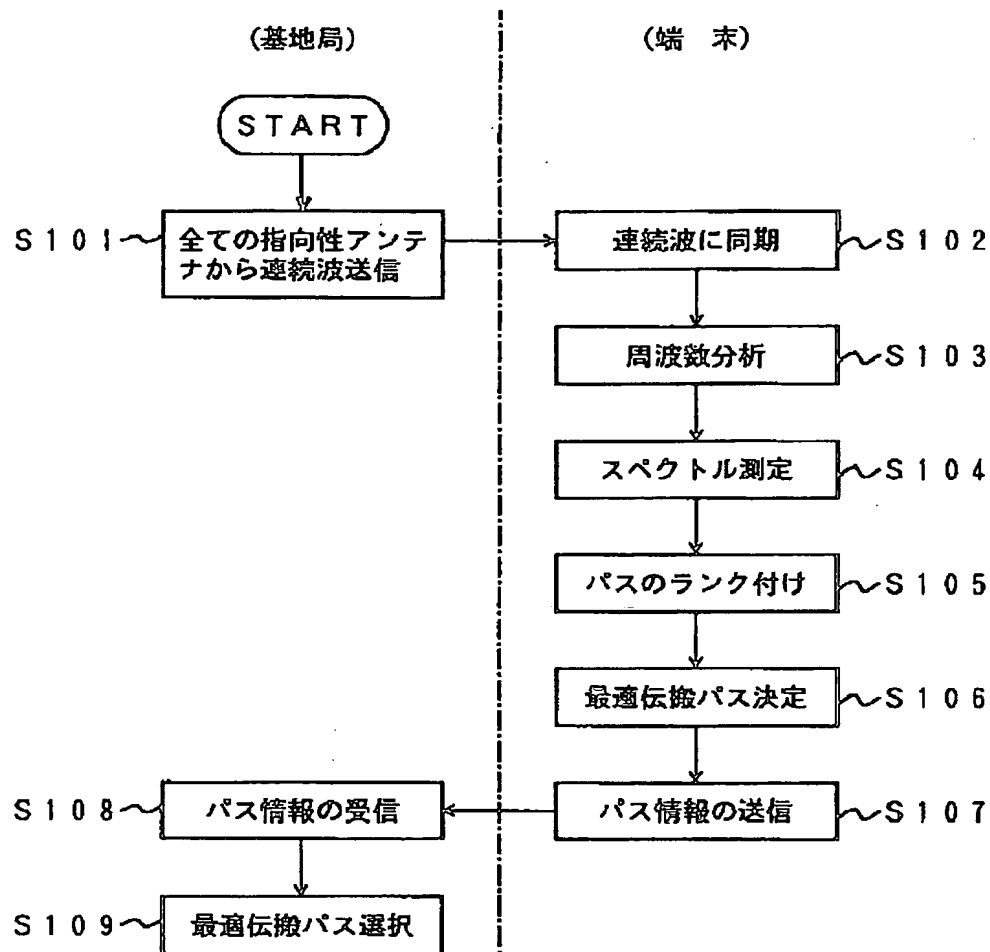 (基地局)
(端 末)
START
S101
全ての指向性アンテ
ナから連続波送信
連続波に同期
S102
周波数分析
S103
スペクトル測定
S104
パスのランク付け
S105
最適伝搬パス決定
S106
S108
パス情報の受信
パス情報の送信
S107
S109
最適伝搬パス選択